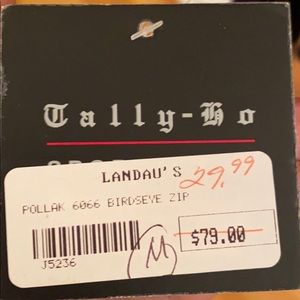 Tally-Ho
LANDAU'S
29.99
POLLAK 6066 BIRDSEYE ZIP
$79.00
J5236
M